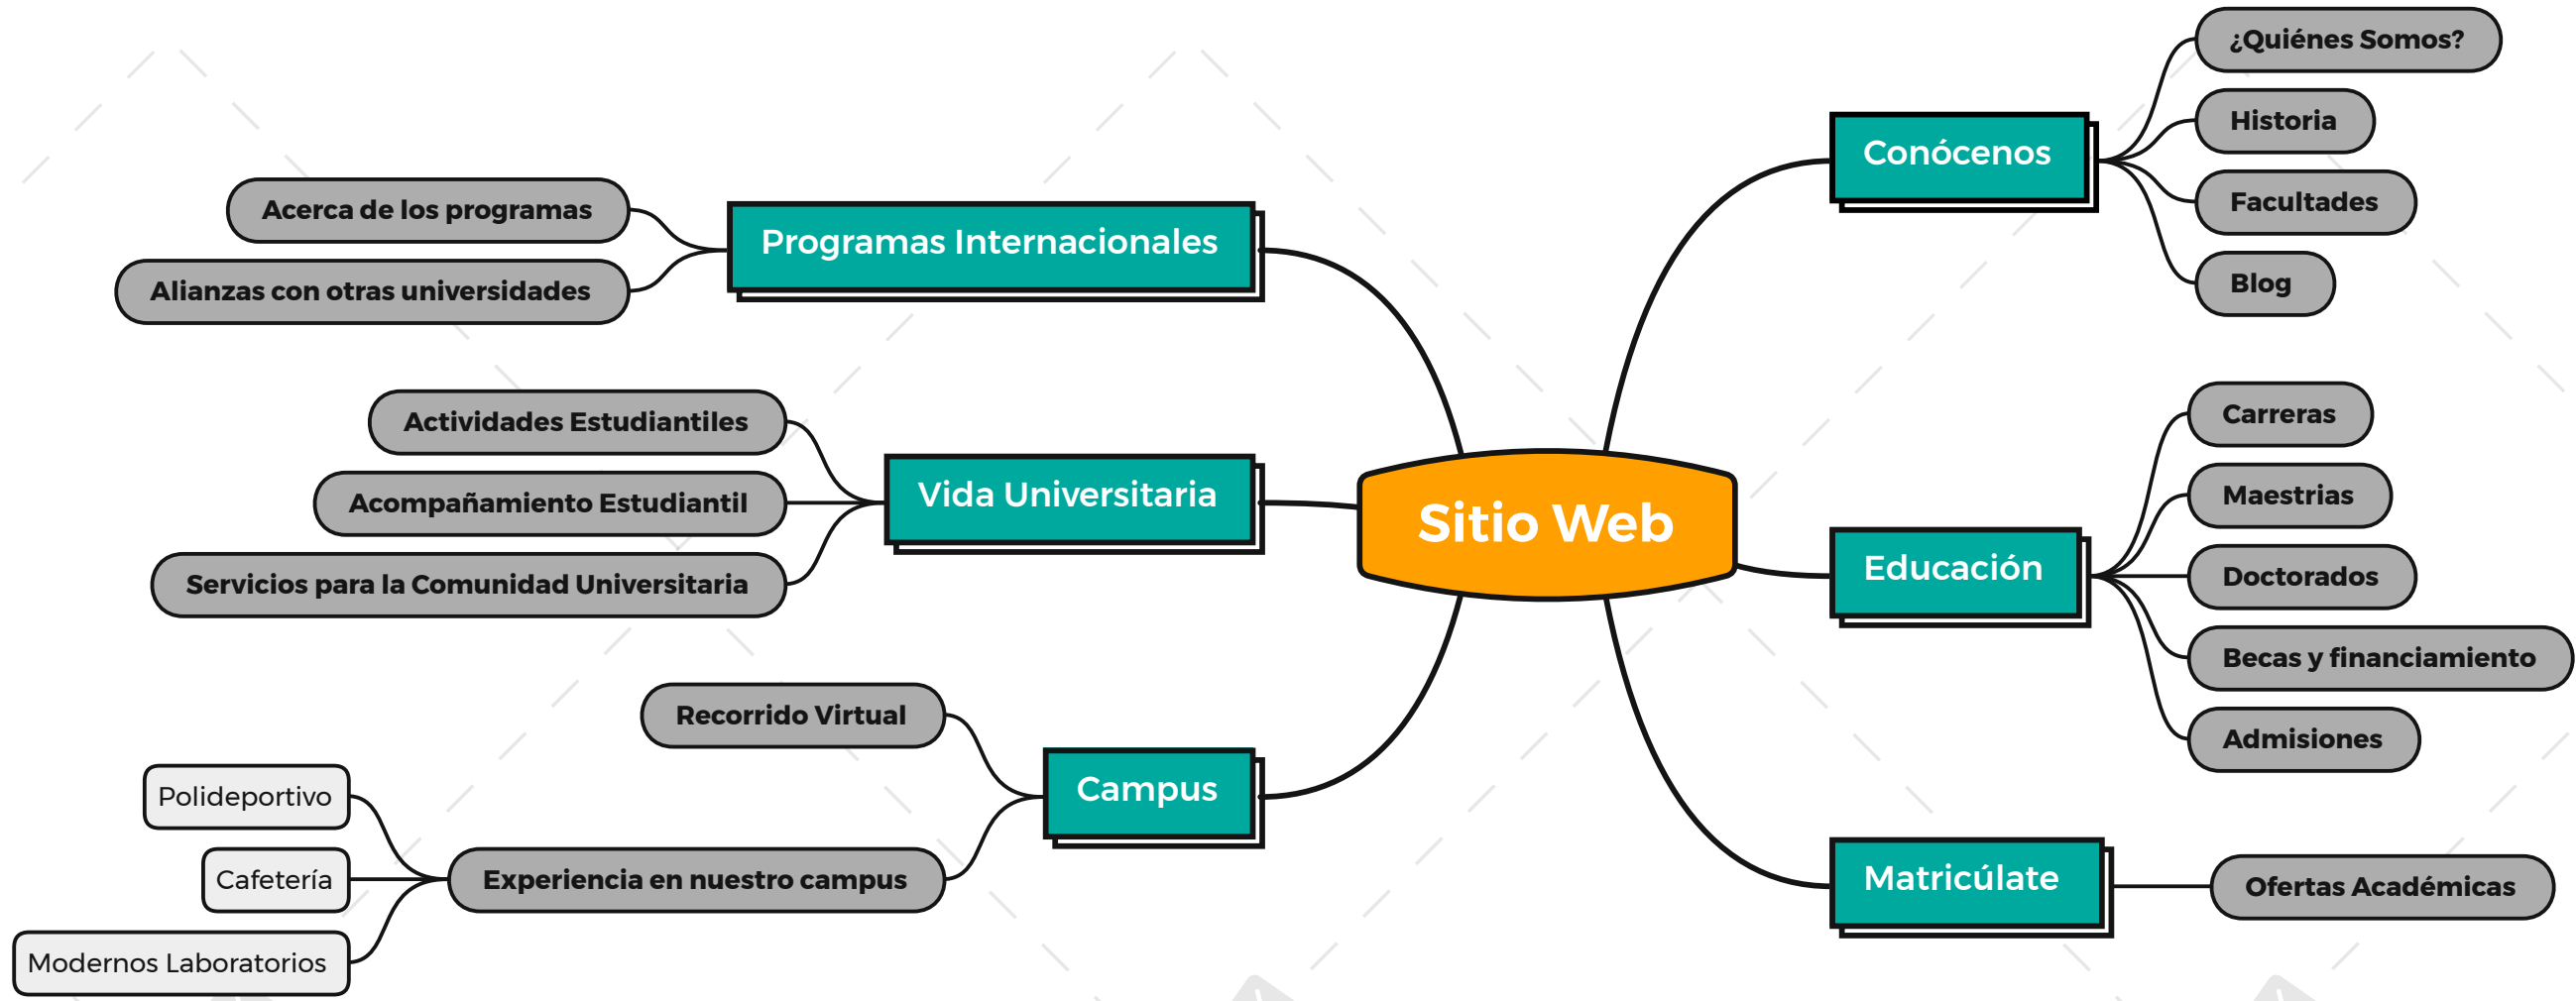 Sitio Web
Conócenos
¿Quiénes Somos?
Historia
Facultades
Blog
Educación
Carreras
Maestrias
Doctorados
Becas y financiamiento
Admisiones
Matricúlate
Ofertas Académicas
Programas Internacionales
Acerca de los programas
Alianzas con otras universidades
Vida Universitaria
Actividades Estudiantiles
Acompañamiento Estudiantil
Servicios para la Comunidad Universitaria
Campus
Recorrido Virtual
Experiencia en nuestro campus
Polideportivo
Cafetería
Modernos Laboratorios